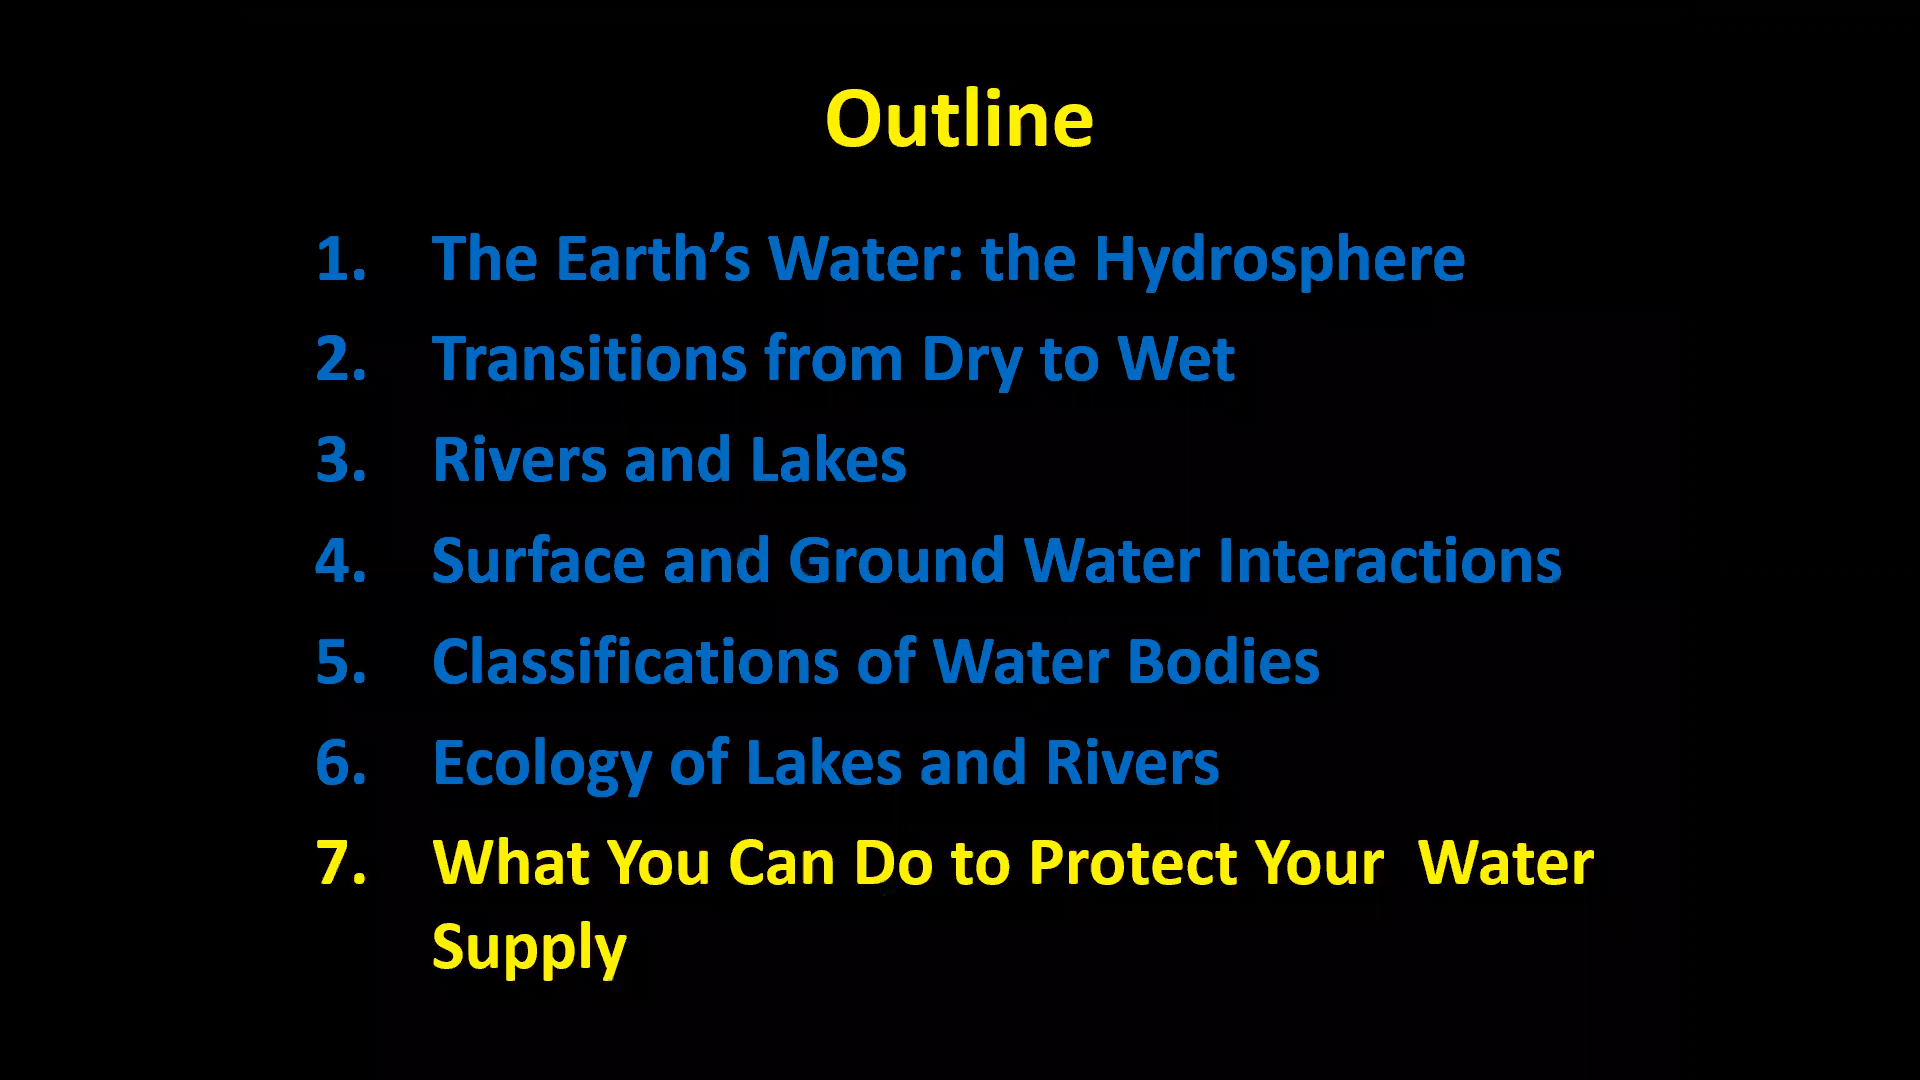 Outline
1. The Earth’s Water: the Hydrosphere
2. Transitions from Dry to Wet
3. Rivers and Lakes
4. Surface and Ground Water Interactions
5. Classifications of Water Bodies
6. Ecology of Lakes and Rivers
7. What You Can Do to Protect Your  Water
Supply